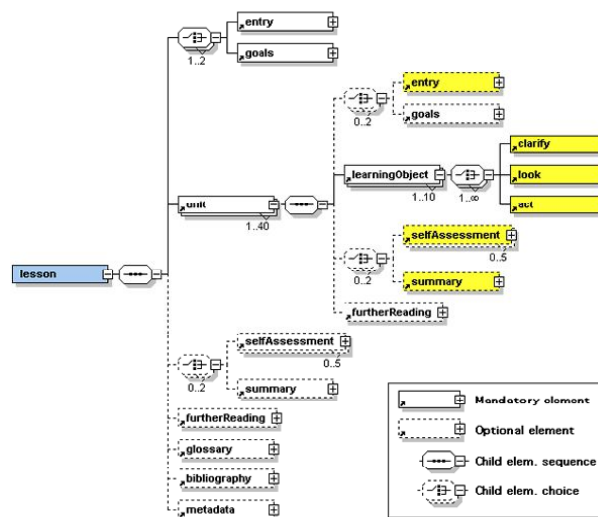 entry
1..2
goals
entry
0..2
goals
clarify
learningObject
look
1..10
1..∞
act
unit
1..40
selfAssessment
0..5
0..2
summary
lesson
furtherReading
selfAssessment
0..5
0..2
summary
furtherReading
glossary
bibliography
metadata
Mandatory element
Optional element
Child elem. sequence
Child elem. choice